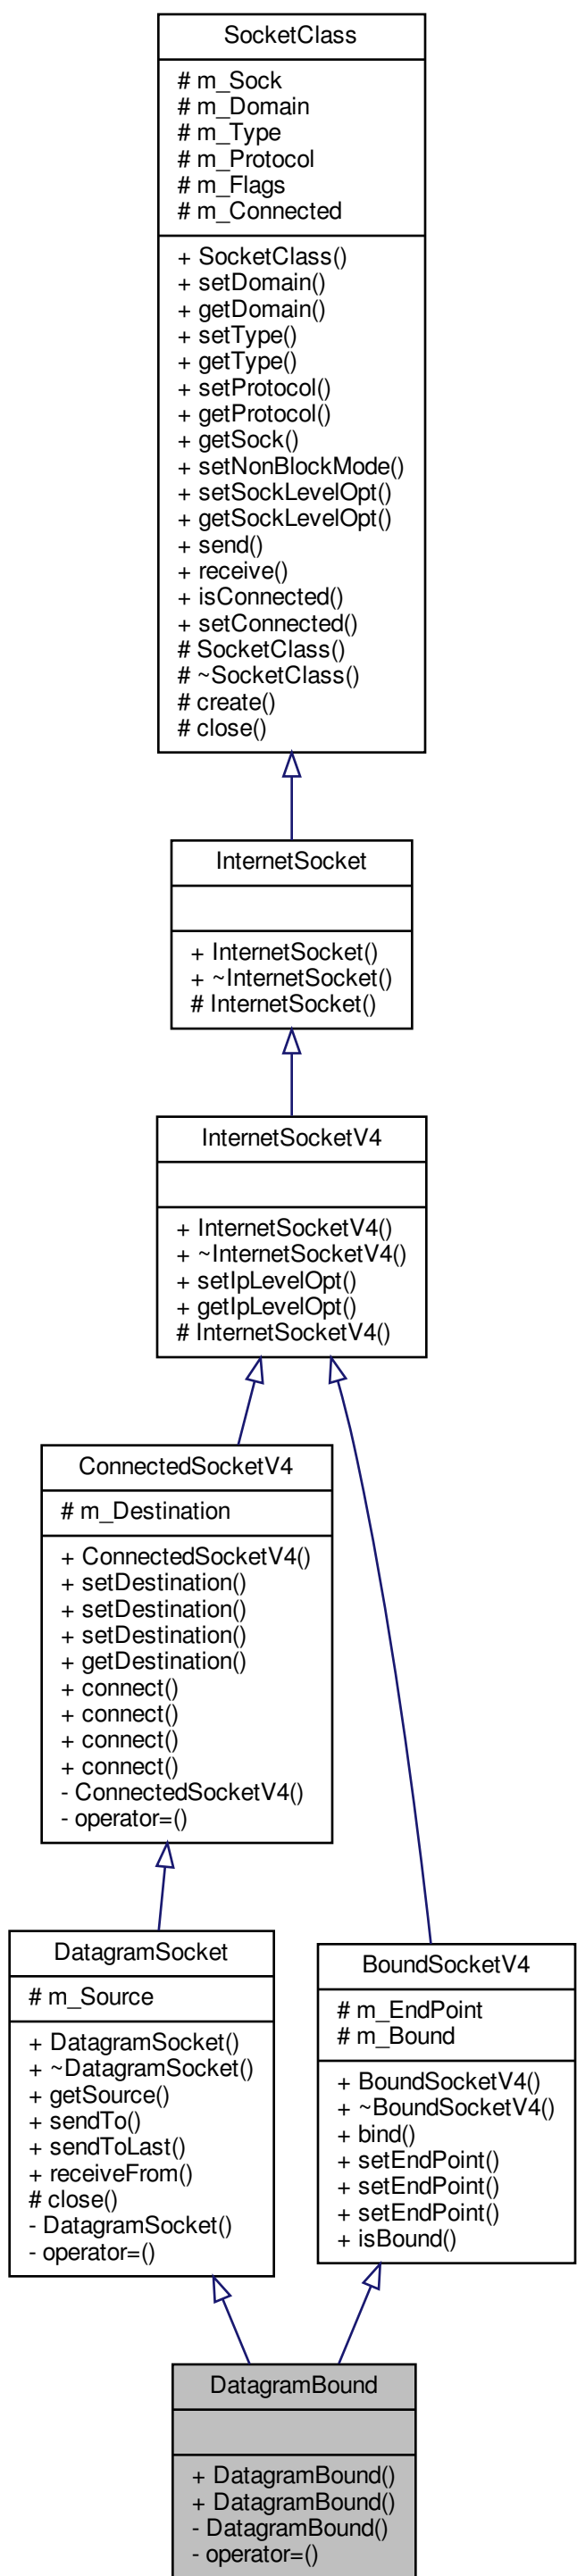 SocketClass
# m_Sock
# m_Domain
# m_Type
# m_Protocol
# m_Flags
# m_Connected
+ SocketClass()
+ setDomain()
+ getDomain()
+ setType()
+ getType()
+ setProtocol()
+ getProtocol()
+ getSock()
+ setNonBlockMode()
+ setSockLevelOpt()
+ getSockLevelOpt()
+ send()
+ receive()
+ isConnected()
+ setConnected()
# SocketClass()
# ~SocketClass()
# create()
# close()
InternetSocket
+ InternetSocket()
+ ~InternetSocket()
# InternetSocket()
InternetSocketV4
+ InternetSocketV4()
+ ~InternetSocketV4()
+ setIpLevelOpt()
+ getIpLevelOpt()
# InternetSocketV4()
ConnectedSocketV4
# m_Destination
+ ConnectedSocketV4()
+ setDestination()
+ setDestination()
+ setDestination()
+ getDestination()
+ connect()
+ connect()
+ connect()
+ connect()
- ConnectedSocketV4()
- operator=()
DatagramSocket
# m_Source
+ DatagramSocket()
+ ~DatagramSocket()
+ getSource()
+ sendTo()
+ sendToLast()
+ receiveFrom()
# close()
- DatagramSocket()
- operator=()
BoundSocketV4
# m_EndPoint
# m_Bound
+ BoundSocketV4()
+ ~BoundSocketV4()
+ bind()
+ setEndPoint()
+ setEndPoint()
+ setEndPoint()
+ isBound()
DatagramBound
+ DatagramBound()
+ DatagramBound()
- DatagramBound()
- operator=()